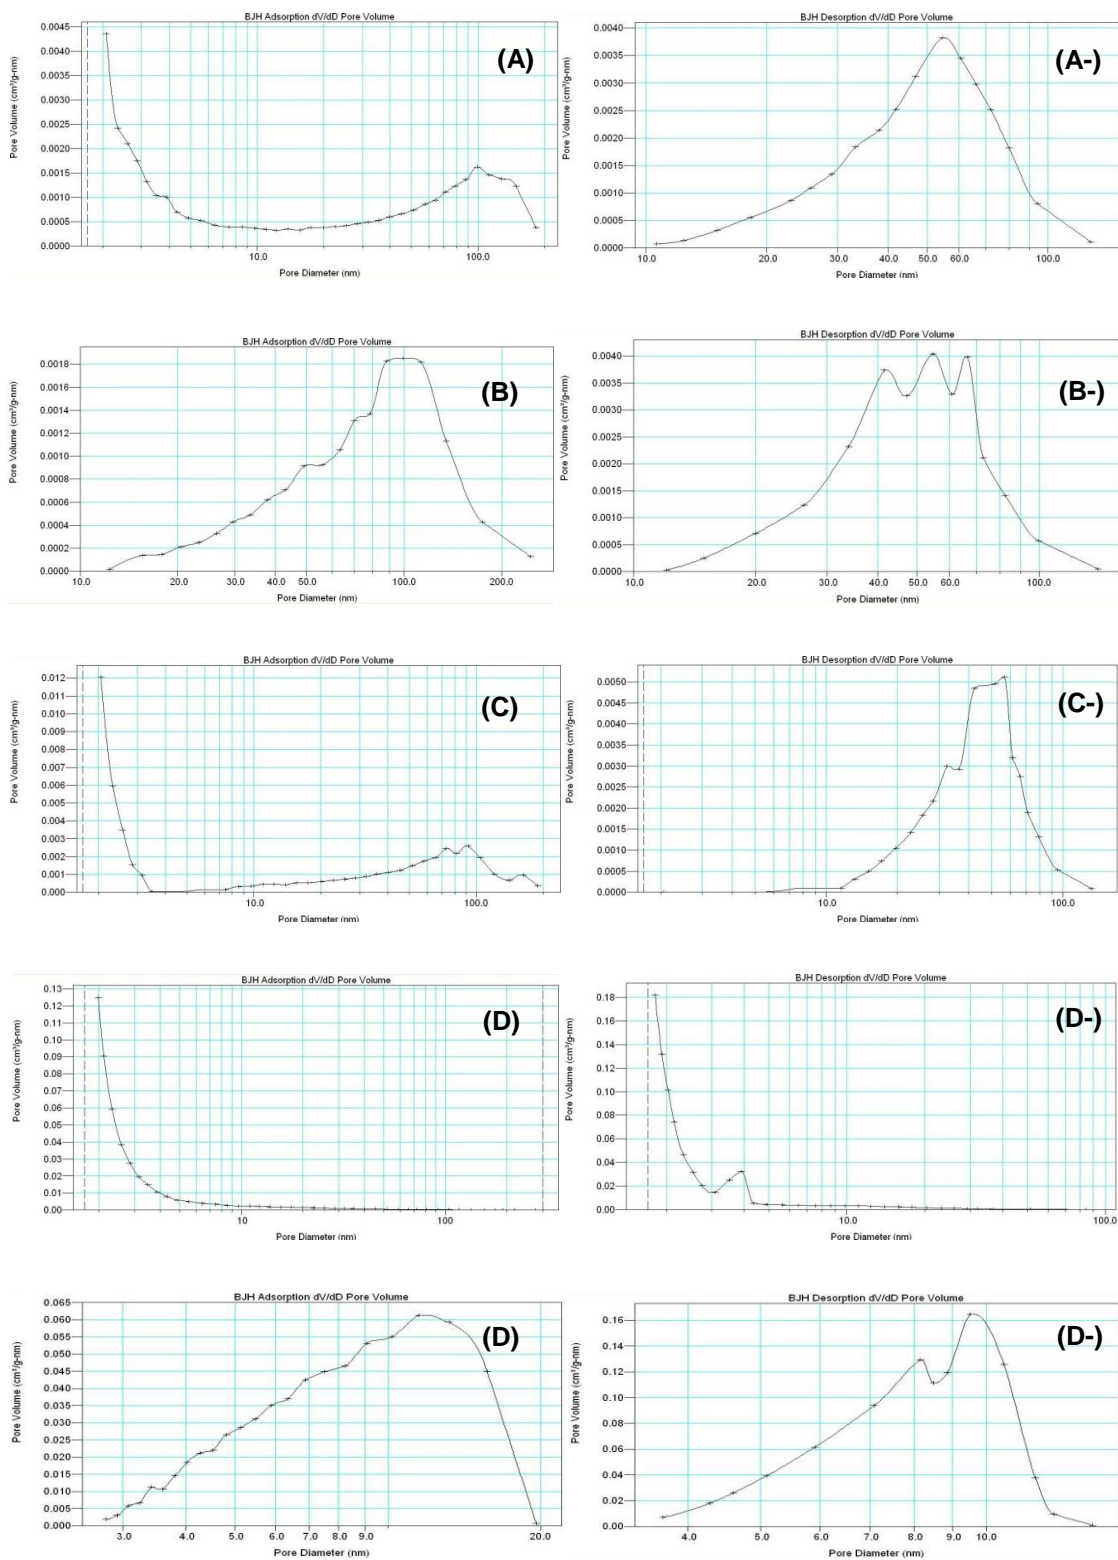 BJH Adsorption dV/dD Pore Volume
Pore Volume (cm³/g-nm)
0.0045
0.0040
0.0035
0.0030
0.0025
0.0020
0.0015
0.0010
0.0005
0.0000
(A)
10.0 100.0
Pore Diameter (nm)
BJH Desorption dV/dD Pore Volume
Pore Volume (cm³/g-nm)
0.0040
0.0035
0.0030
0.0025
0.0020
0.0015
0.0010
0.0005
0.0000
(A-)
10.0 20.0 30.0 40.0 50.0 60.0 100.0
Pore Diameter (nm)
BJH Adsorption dV/dD Pore Volume
Pore Volume (cm³/g-nm)
0.0018
0.0016
0.0014
0.0012
0.0010
0.0008
0.0006
0.0004
0.0002
0.0000
(B)
10.0 20.0 30.0 40.0 50.0 100.0 200.0
Pore Diameter (nm)
BJH Desorption dV/dD Pore Volume
Pore Volume (cm³/g-nm)
0.0040
0.0035
0.0030
0.0025
0.0020
0.0015
0.0010
0.0005
0.0000
(B-)
10.0 20.0 30.0 40.0 50.0 60.0 100.0
Pore Diameter (nm)
BJH Adsorption dV/dD Pore Volume
Pore Volume (cm³/g-nm)
0.012
0.011
0.010
0.009
0.008
0.007
0.006
0.005
0.004
0.003
0.002
0.001
0.000
(C)
10.0 100.0
Pore Diameter (nm)
BJH Desorption dV/dD Pore Volume
Pore Volume (cm³/g-nm)
0.0050
0.0045
0.0040
0.0035
0.0030
0.0025
0.0020
0.0015
0.0010
0.0005
0.0000
(C-)
10.0 100.0
Pore Diameter (nm)
BJH Adsorption dV/dD Pore Volume
Pore Volume (cm³/g-nm)
0.13
0.12
0.11
0.10
0.09
0.08
0.07
0.06
0.05
0.04
0.03
0.02
0.01
0.00
(D)
10 100
Pore Diameter (nm)
BJH Desorption dV/dD Pore Volume
Pore Volume (cm³/g-nm)
0.18
0.16
0.14
0.12
0.10
0.08
0.06
0.04
0.02
0.00
(D-)
10.0 100.0
Pore Diameter (nm)
BJH Adsorption dV/dD Pore Volume
Pore Volume (cm³/g-nm)
0.065
0.060
0.055
0.050
0.045
0.040
0.035
0.030
0.025
0.020
0.015
0.010
0.005
0.000
(D)
3.0 4.0 5.0 6.0 7.0 8.0 9.0 20.0
Pore Diameter (nm)
BJH Desorption dV/dD Pore Volume
Pore Volume (cm³/g-nm)
0.16
0.14
0.12
0.10
0.08
0.06
0.04
0.02
0.00
(D-)
4.0 5.0 6.0 7.0 8.0 9.0 10.0
Pore Diameter (nm)